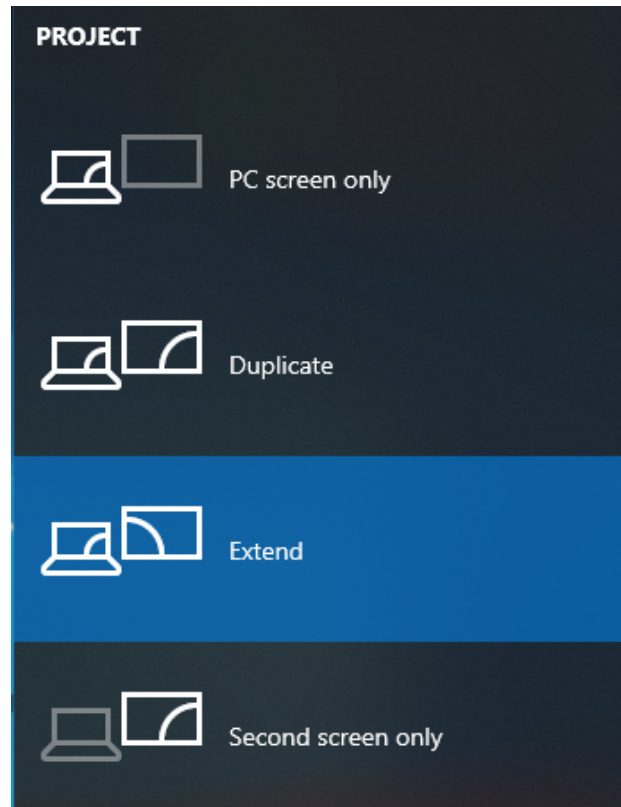 PROJECT
PC screen only
Duplicate
Extend
Second screen only